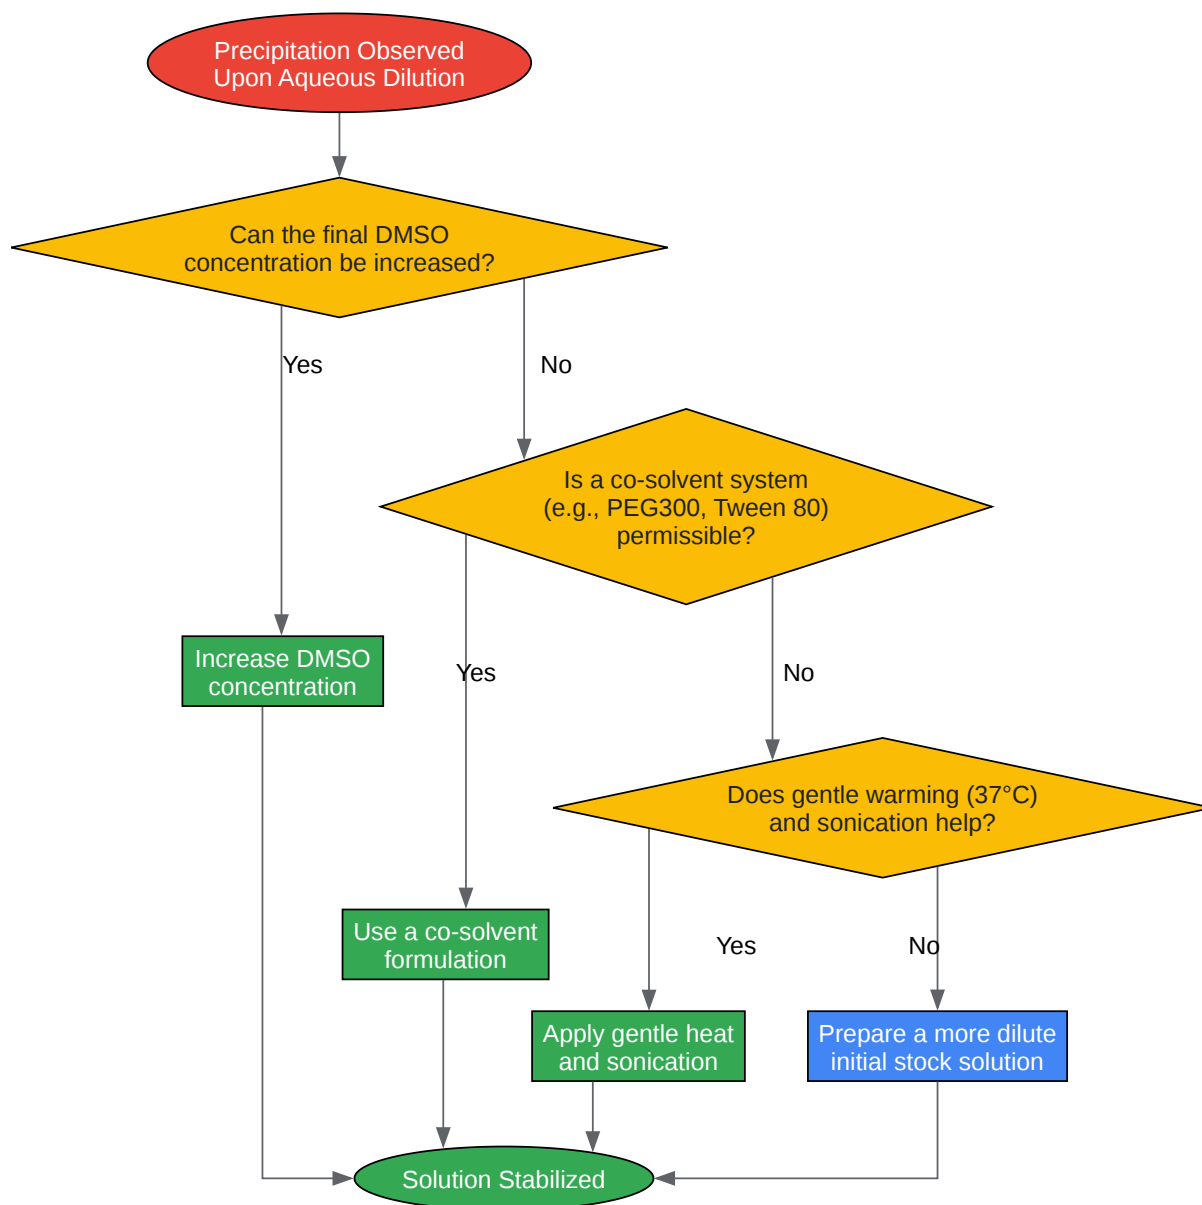 Precipitation Observed
Upon Aqueous Dilution
Can the final DMSO
concentration be increased?
Yes
No
Is a co-solvent system
(e.g., PEG300, Tween 80)
permissible?
Increase DMSO
concentration
Yes
No
Does gentle warming (37°C)
and sonication help?
Use a co-solvent
formulation
Yes
No
Apply gentle heat
and sonication
Prepare a more dilute
initial stock solution
Solution Stabilized